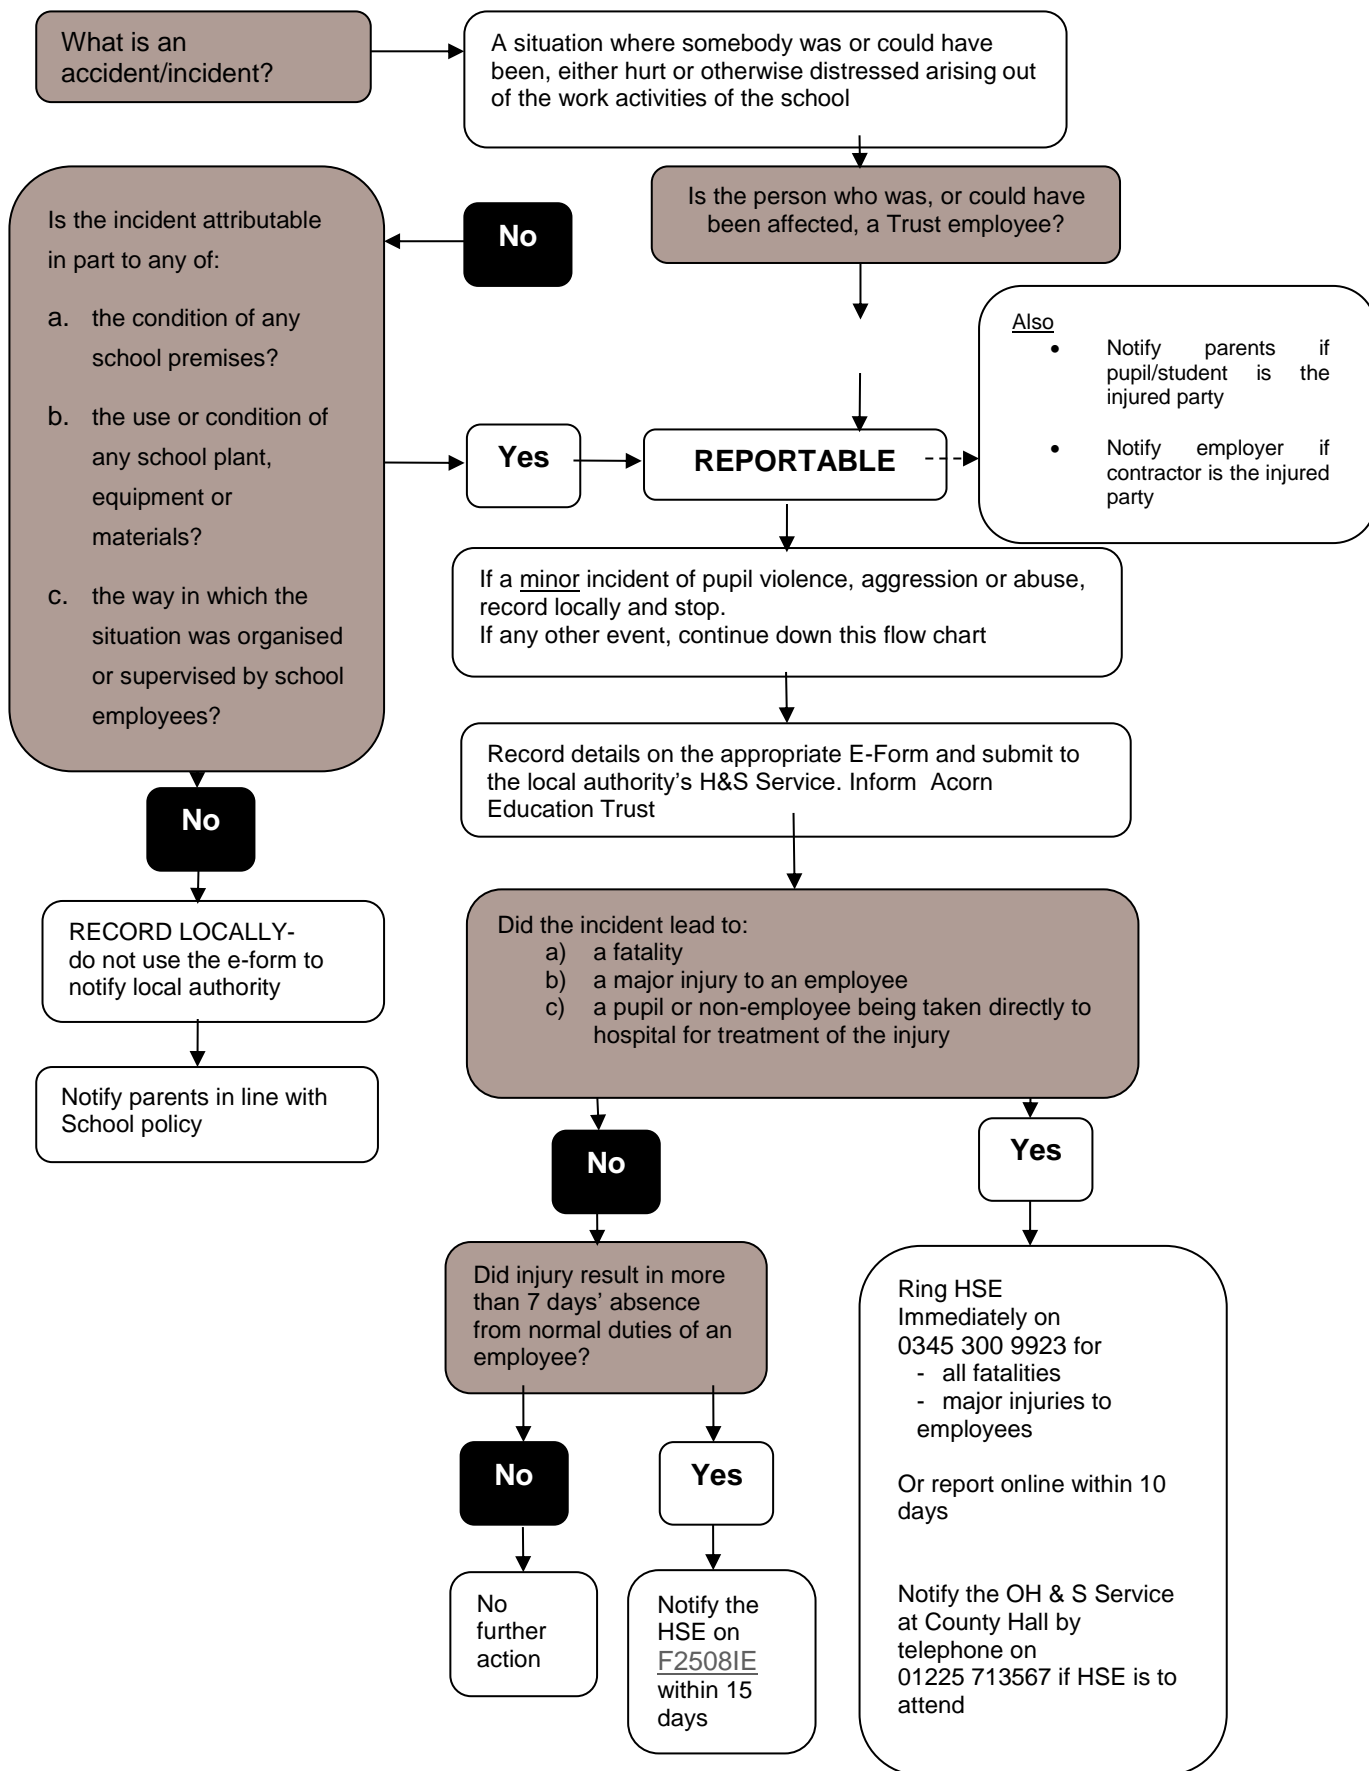 What is an
accident/incident?
A situation where somebody was or could have
been, either hurt or otherwise distressed arising out
of the work activities of the school
Is the person who was, or could have
been affected, a Trust employee?
No
Is the incident attributable
in part to any of:
a. the condition of any
school premises?
b. the use or condition of
any school plant,
equipment or
materials?
c. the way in which the
situation was organised
or supervised by school
employees?
Yes
REPORTABLE
Also
• Notify parents if
pupil/student is the
injured party
• Notify employer if
contractor is the injured
party
If a minor incident of pupil violence, aggression or abuse,
record locally and stop.
If any other event, continue down this flow chart
Record details on the appropriate E-Form and submit to
the local authority’s H&S Service. Inform Acorn
Education Trust
No
RECORD LOCALLY-
do not use the e-form to
notify local authority
Notify parents in line with
School policy
Did the incident lead to:
a) a fatality
b) a major injury to an employee
c) a pupil or non-employee being taken directly to
hospital for treatment of the injury
No
Yes
Did injury result in more
than 7 days’ absence
from normal duties of an
employee?
No
Yes
No
further
action
Notify the
HSE on
F2508IE
within 15
days
Ring HSE
Immediately on
0345 300 9923 for
- all fatalities
- major injuries to
employees
Or report online within 10
days
Notify the OH & S Service
at County Hall by
telephone on
01225 713567 if HSE is to
attend